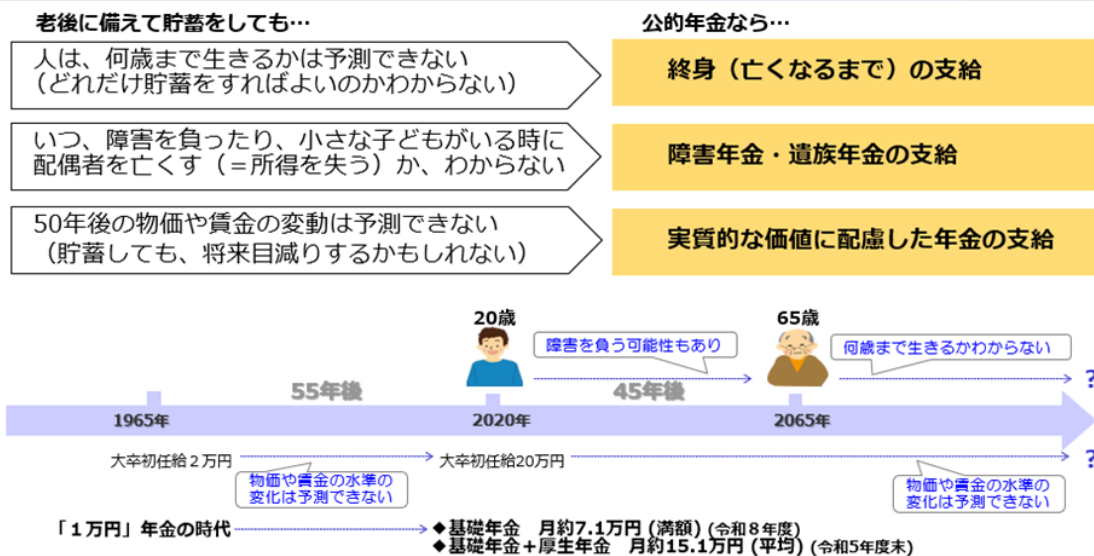 老後に備えて貯蓄をしても…
公的年金なら…
人は、何歳まで生きるかは予測できない
（どれだけ貯蓄をすればよいのかわからない）
終身（亡くなるまで）の支給
いつ、障害を負ったり、小さな子どもがいる時に
配偶者を亡くす（＝所得を失う）か、わからない
障害年金・遺族年金の支給
50年後の物価や賃金の変動は予測できない
（貯蓄しても、将来目減りするかもしれない）
実質的な価値に配慮した年金の支給
20歳
65歳
障害を負う可能性もあり
何歳まで生きるかわからない
?
55年後
45年後
1965年
2020年
2065年
大卒初任給２万円
大卒初任給20万円
?
物価や賃金の水準の
変化は予測できない
物価や賃金の水準の
変化は予測できない
「１万円」年金の時代
◆基礎年金　月約7.1万円 (満額) (令和８年度)
◆基礎年金＋厚生年金　月約15.1万円 (平均) (令和5年度末)